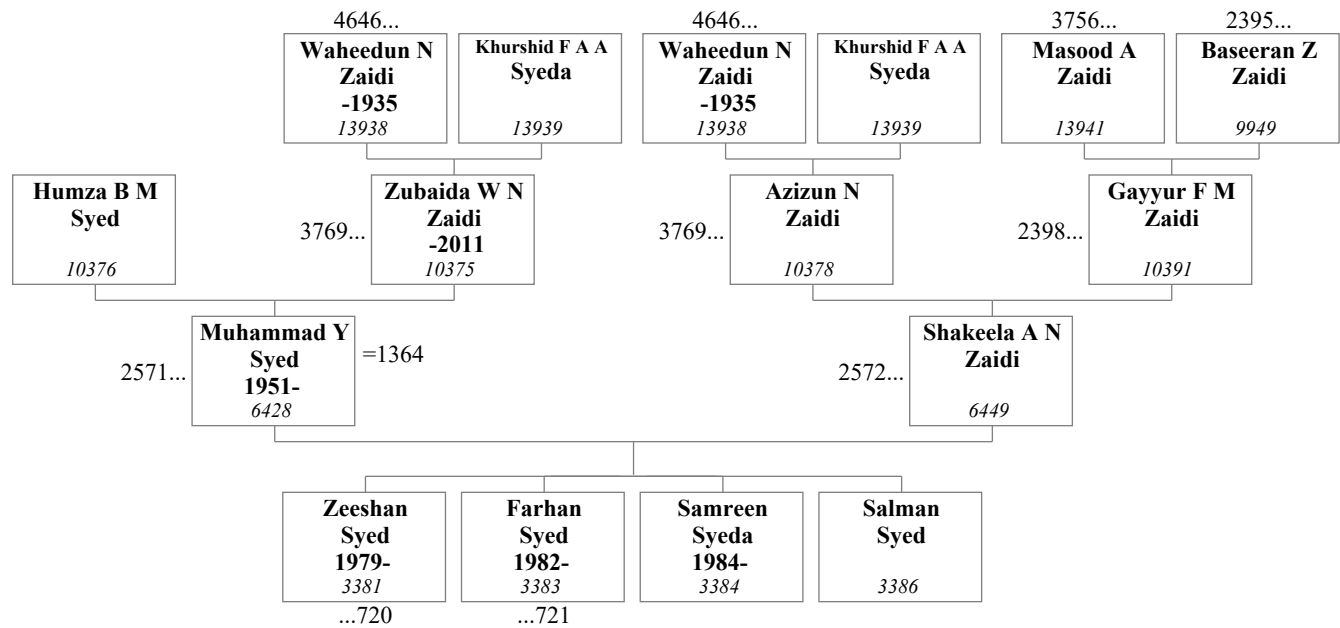 4646...
4646...
3756...
2395...
Waheedun N
Zaidi
-1935
13938
Khurshid F A A
Syeda
13939
Waheedun N
Zaidi
-1935
13938
Khurshid F A A
Syeda
13939
Masood A
Zaidi
13941
Baseeran Z
Zaidi
9949
Humza B M
Syed
10376
3769...
Zubaida W N
Zaidi
-2011
10375
3769...
Azizun N
Zaidi
10378
2398...
Gayyur F M
Zaidi
10391
2571...
Muhammad Y
Syed
1951-
6428
=1364
2572...
Shakeela A N
Zaidi
6449
Zeeshan
Syed
1979-
3381
...720
Farhan
Syed
1982-
3383
...721
Samreen
Syeda
1984-
3384
Salman
Syed
3386